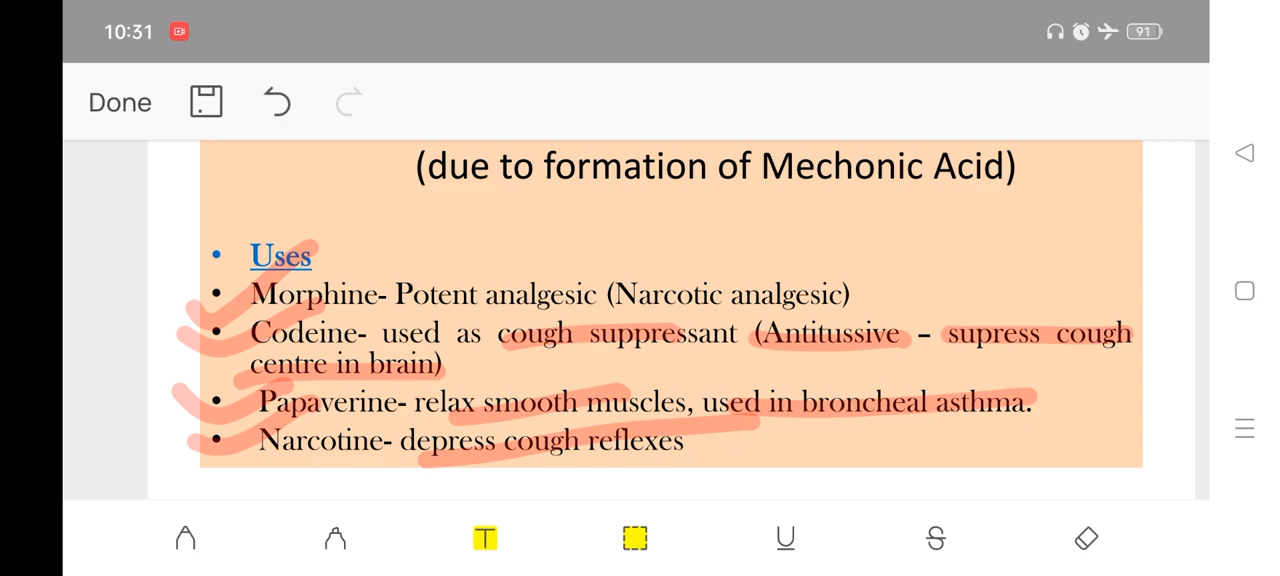 10:31
91
Done
(due to formation of Mechonic Acid)
• Uses
• Morphine- Potent analgesic (Narcotic analgesic)
• Codeine- used as cough suppressant (Antitussive – supress cough
centre in brain)
• Papaverine- relax smooth muscles, used in broncheal asthma.
• Narcotine- depress cough reflexes
T U S